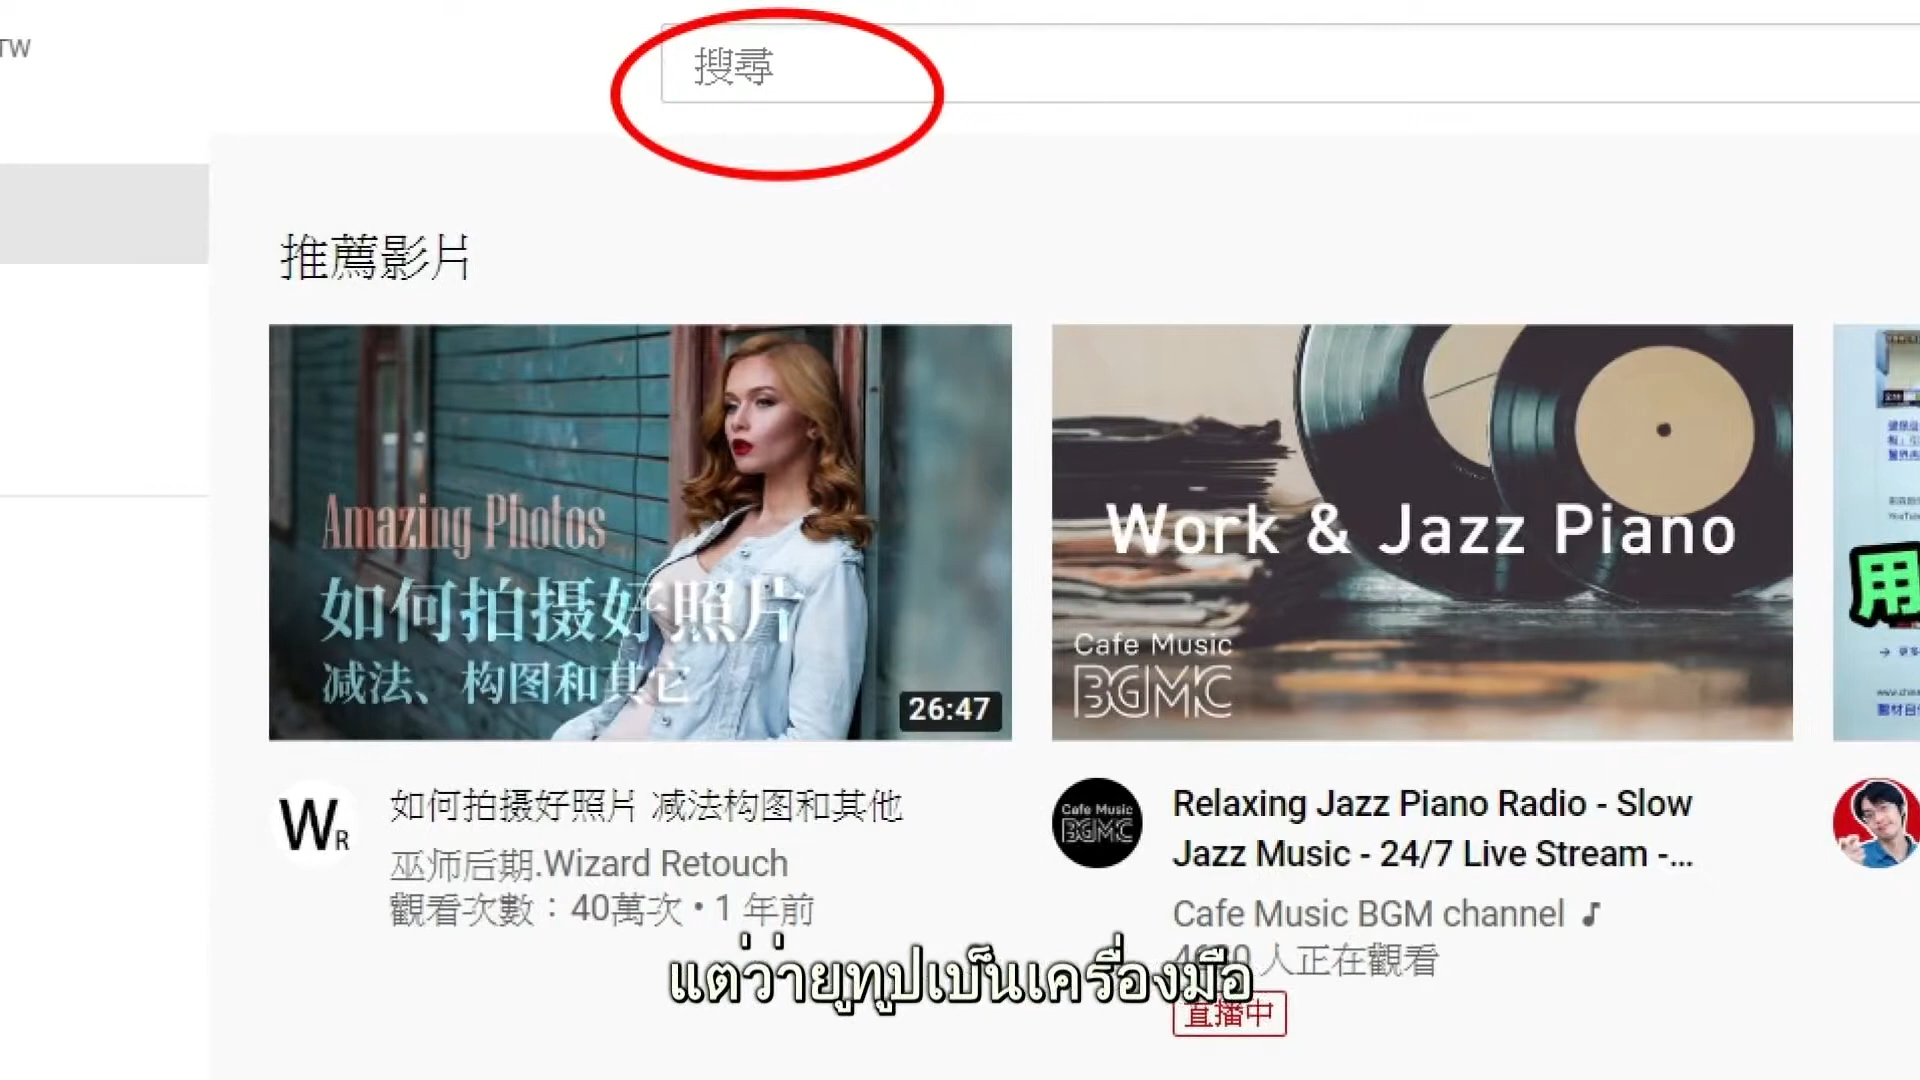 TW
搜尋
推薦影片
Amazing Photos...
如何拍摄好照片
减法、构图和其它
26:47
Work & Jazz Piano
Cafe Music
BGMC
用
WR
如何拍摄好照片 减法构图和其他
巫师后期.Wizard Retouch
觀看次數：40萬次 • 1 年前
Cafe Music
BGMC
Relaxing Jazz Piano Radio - Slow
Jazz Music - 24/7 Live Stream -...
Cafe Music BGM channel ♪
人正在觀看
แต่ว่ายูทูปเป็นเครื่องมือ
直播中